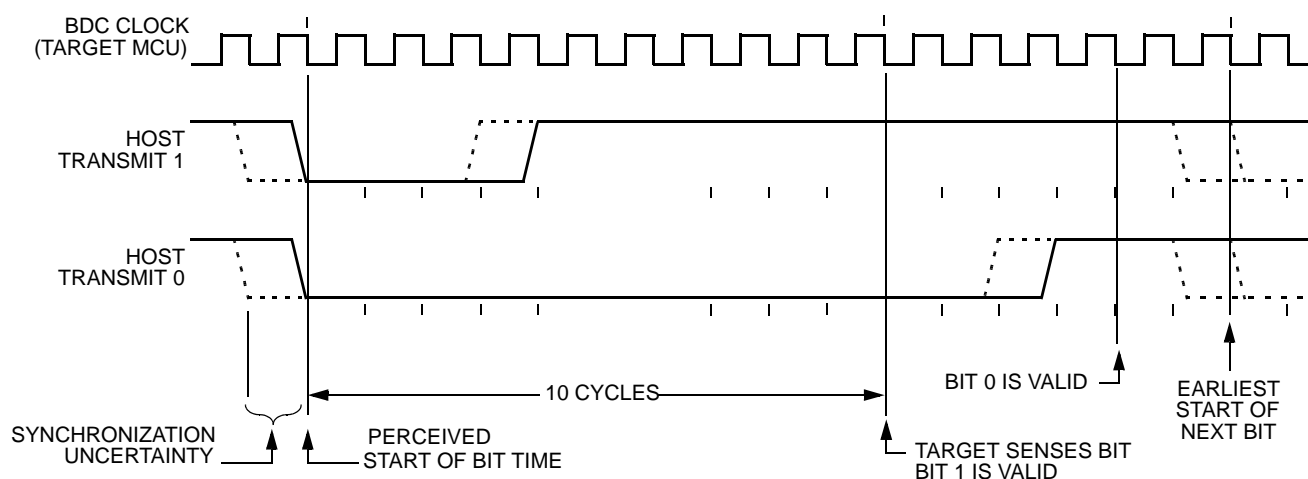 BDC CLOCK
(TARGET MCU)
HOST
TRANSMIT 1
HOST
TRANSMIT 0
10 CYCLES
BIT 0 IS VALID
EARLIEST
START OF
NEXT BIT
SYNCHRONIZATION
UNCERTAINTY
PERCEIVED
START OF BIT TIME
TARGET SENSES BIT
BIT 1 IS VALID